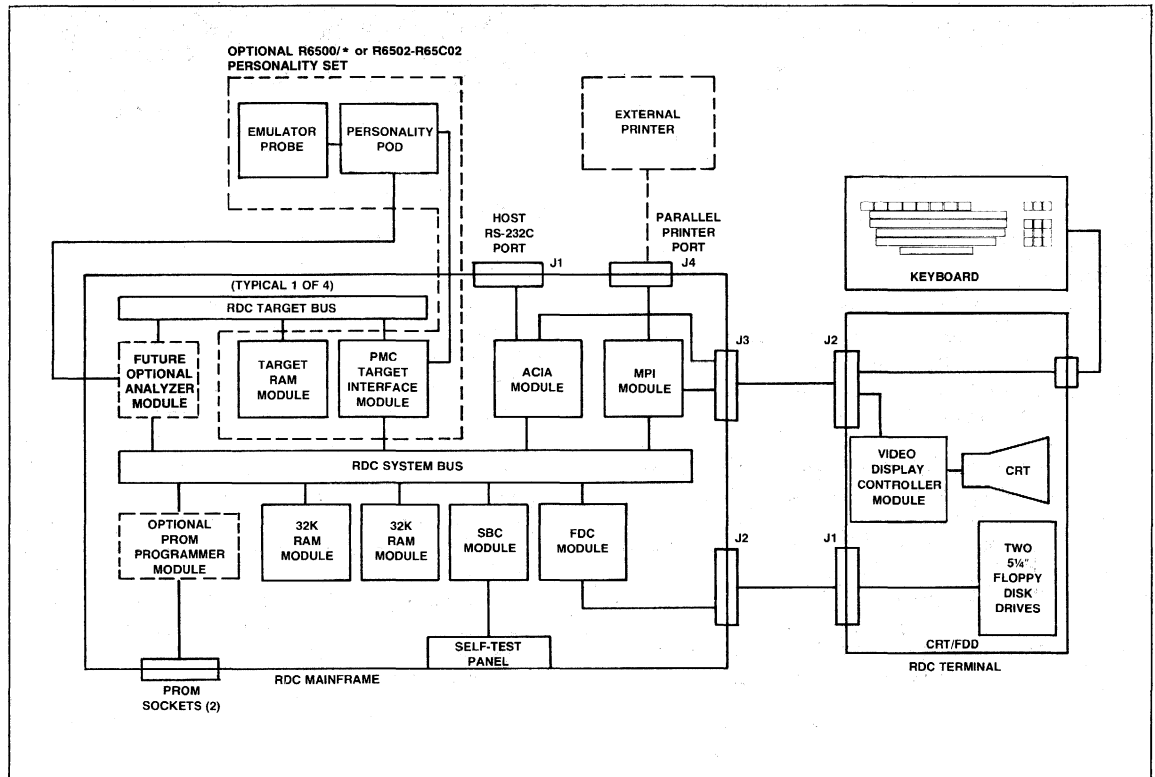 OPTIONAL R6500/* or R6502-R65C02
PERSONALITY SET
EMULATOR
PROBE
PERSONALITY
POD
EXTERNAL
PRINTER
HOST
RS-232C
PORT
J1
PARALLEL
PRINTER
PORT
J4
KEYBOARD
(TYPICAL 1 OF 4)
RDC TARGET BUS
FUTURE
OPTIONAL
ANALYZER
MODULE
TARGET
RAM
MODULE
PMC
TARGET
INTERFACE
MODULE
ACIA
MODULE
MPI
MODULE
J3
J2
RDC SYSTEM BUS
VIDEO
DISPLAY
CONTROLLER
MODULE
CRT
OPTIONAL
PROM
PROGRAMMER
MODULE
32K
RAM
MODULE
32K
RAM
MODULE
SBC
MODULE
FDC
MODULE
J2
J1
TWO
5¼"
FLOPPY
DISK
DRIVES
SELF-TEST
PANEL
CRT/FDD
RDC TERMINAL
RDC MAINFRAME
PROM
SOCKETS (2)